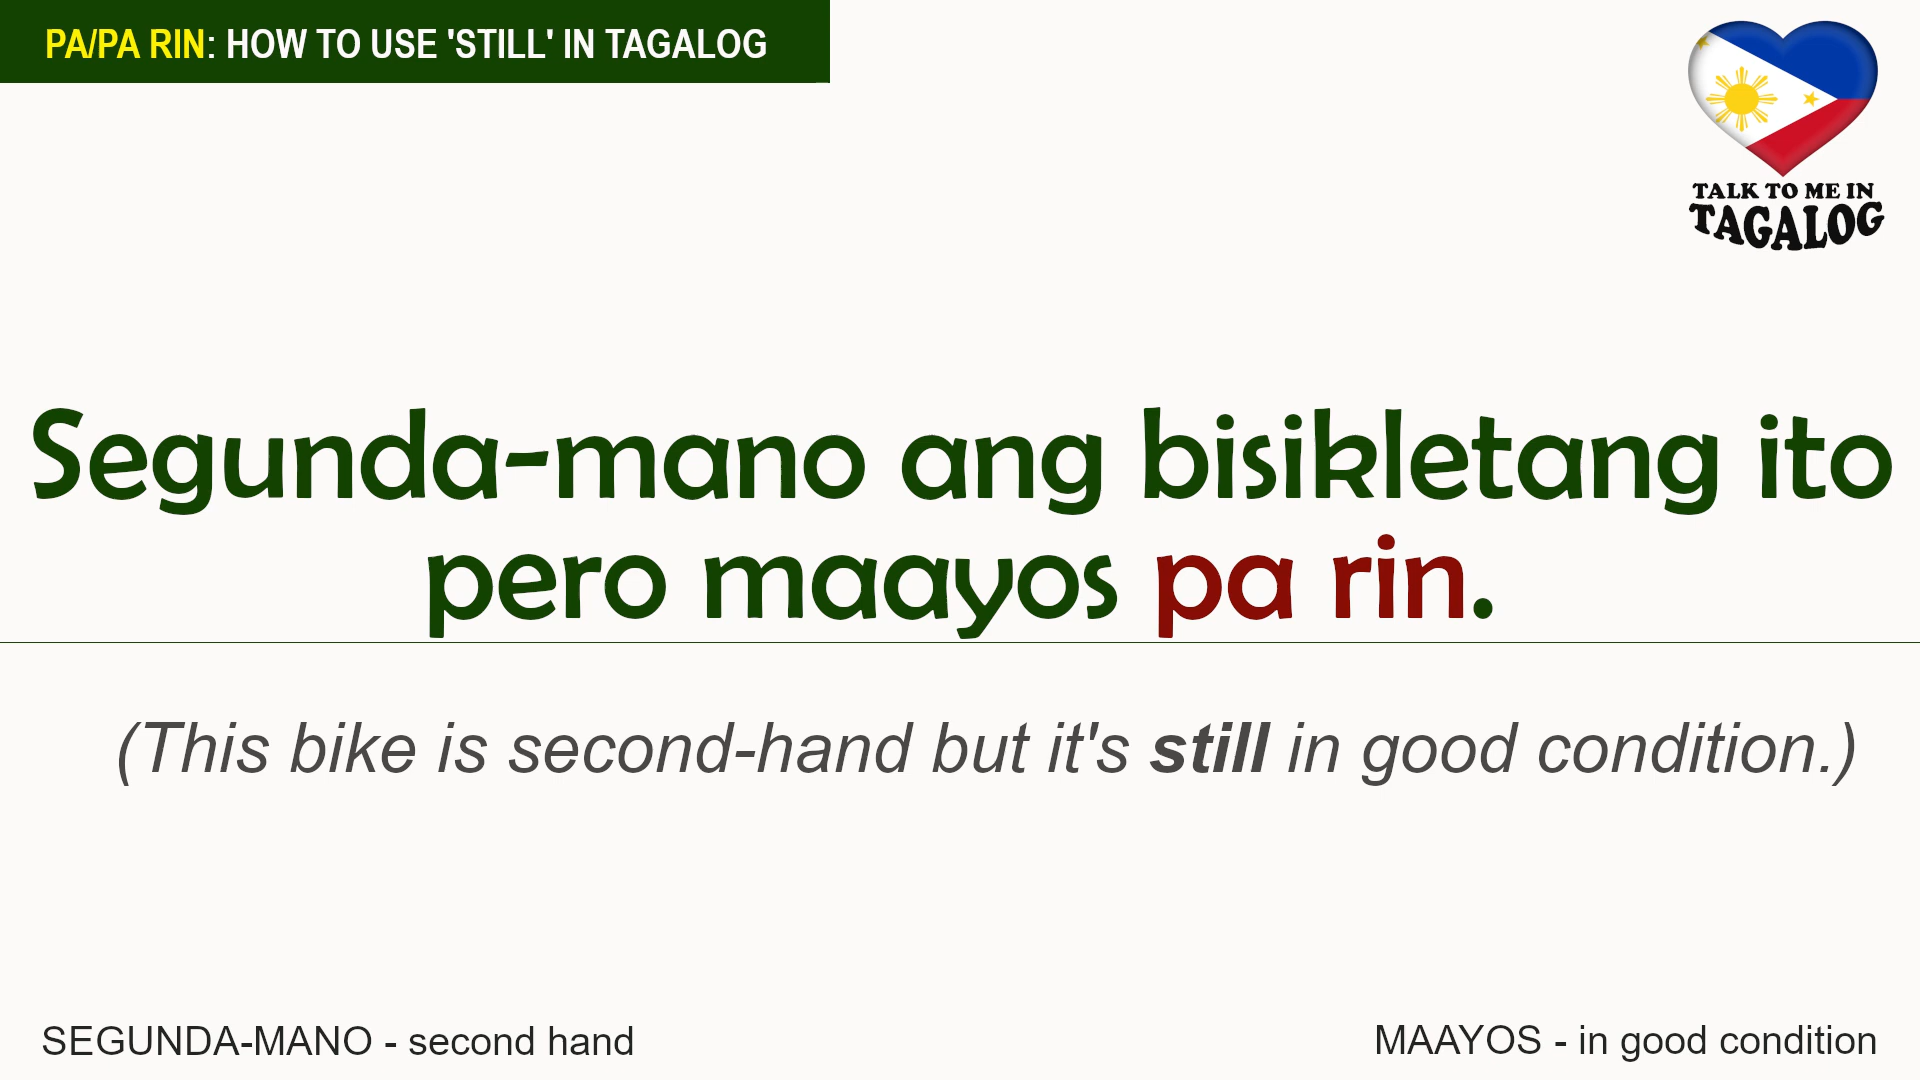 PA/PA RIN: HOW TO USE 'STILL' IN TAGALOG
TALK TO ME IN
TAGALOG
Segunda-mano ang bisikletang ito
pero maayos pa rin.
(This bike is second-hand but it's still in good condition.)
SEGUNDA-MANO - second hand
MAAYOS - in good condition